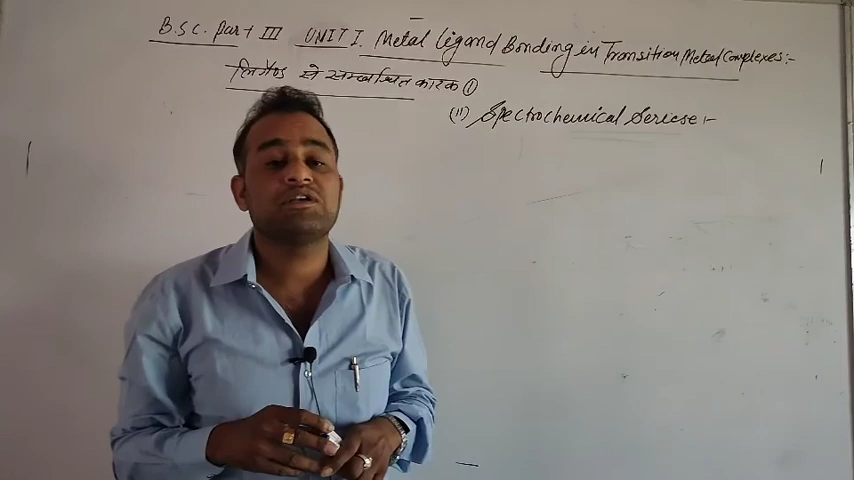 B.SC. Part III UNIT I. Metal Ligand Bonding in Transition Metal Complexes:-
लिगेण्ड से सम्बन्धित कारक ①
(ii) Spectrochemical Seriese :-